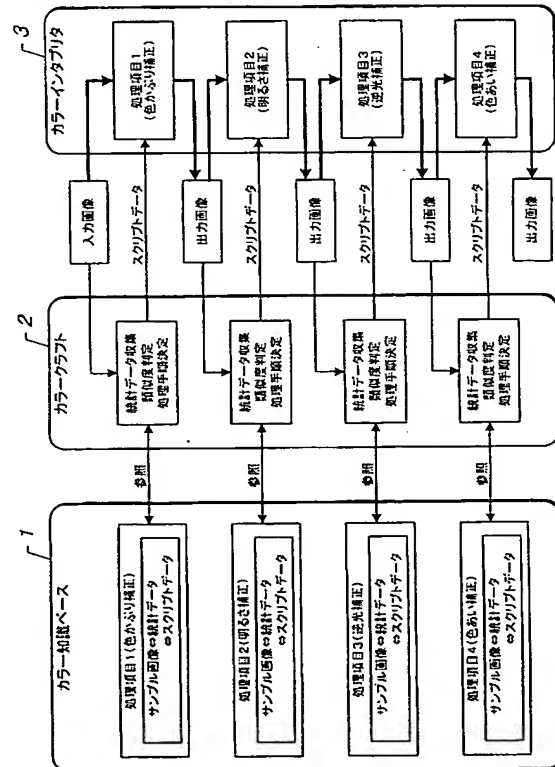 1
カラー知識ベース
処理項目1(色かぶり補正)
サンプル画像⇔統計データ
⇔スクリプトデータ
処理項目2(明るさ補正)
サンプル画像⇔統計データ
⇔スクリプトデータ
処理項目3(逆光補正)
サンプル画像⇔統計データ
⇔スクリプトデータ
処理項目4(色あい補正)
サンプル画像⇔統計データ
⇔スクリプトデータ
参照
参照
参照
参照
2
カラークラフト
統計データ収集
類似度判定
処理手順決定
統計データ収集
類似度判定
処理手順決定
統計データ収集
類似度判定
処理手順決定
統計データ収集
類似度判定
処理手順決定
入力画像
スクリプトデータ
出力画像
スクリプトデータ
出力画像
スクリプトデータ
出力画像
スクリプトデータ
出力画像
3
カラーインタプリタ
処理項目1
(色かぶり補正)
処理項目2
(明るさ補正)
処理項目3
(逆光補正)
処理項目4
(色あい補正)